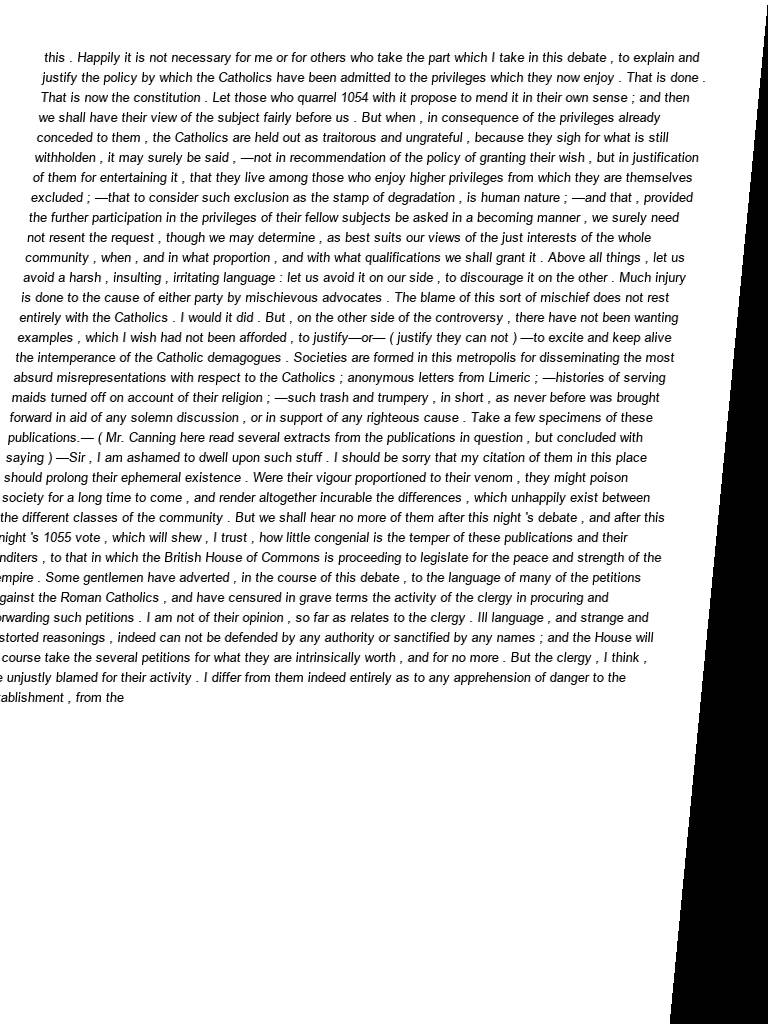 this . Happily it is not necessary for me or for others who take the part which I take in this debate , to explain and
justify the policy by which the Catholics have been admitted to the privileges which they now enjoy . That is done .
That is now the constitution . Let those who quarrel 1054 with it propose to mend it in their own sense ; and then
we shall have their view of the subject fairly before us . But when , in consequence of the privileges already
conceded to them , the Catholics are held out as traitorous and ungrateful , because they sigh for what is still
withholden , it may surely be said , —not in recommendation of the policy of granting their wish , but in justification
of them for entertaining it , that they live among those who enjoy higher privileges from which they are themselves
excluded ; —that to consider such exclusion as the stamp of degradation , is human nature ; —and that , provided
the further participation in the privileges of their fellow subjects be asked in a becoming manner , we surely need
not resent the request , though we may determine , as best suits our views of the just interests of the whole
community , when , and in what proportion , and with what qualifications we shall grant it . Above all things , let us
avoid a harsh , insulting , irritating language : let us avoid it on our side , to discourage it on the other . Much injury
is done to the cause of either party by mischievous advocates . The blame of this sort of mischief does not rest
entirely with the Catholics . I would it did . But , on the other side of the controversy , there have not been wanting
examples , which I wish had not been afforded , to justify—or— ( justify they can not ) —to excite and keep alive
the intemperance of the Catholic demagogues . Societies are formed in this metropolis for disseminating the most
absurd misrepresentations with respect to the Catholics ; anonymous letters from Limeric ; —histories of serving
maids turned off on account of their religion ; —such trash and trumpery , in short , as never before was brought
forward in aid of any solemn discussion , or in support of any righteous cause . Take a few specimens of these
publications.— ( Mr. Canning here read several extracts from the publications in question , but concluded with
saying ) —Sir , I am ashamed to dwell upon such stuff . I should be sorry that my citation of them in this place
should prolong their ephemeral existence . Were their vigour proportioned to their venom , they might poison
society for a long time to come , and render altogether incurable the differences , which unhappily exist between
the different classes of the community . But we shall hear no more of them after this night 's debate , and after this
night 's 1055 vote , which will shew , I trust , how little congenial is the temper of these publications and their
nditers , to that in which the British House of Commons is proceeding to legislate for the peace and strength of the
empire . Some gentlemen have adverted , in the course of this debate , to the language of many of the petitions
gainst the Roman Catholics , and have censured in grave terms the activity of the clergy in procuring and
rwarding such petitions . I am not of their opinion , so far as relates to the clergy . Ill language , and strange and
storted reasonings , indeed can not be defended by any authority or sanctified by any names ; and the House will
course take the several petitions for what they are intrinsically worth , and for no more . But the clergy , I think ,
e unjustly blamed for their activity . I differ from them indeed entirely as to any apprehension of danger to the
ablishment , from the